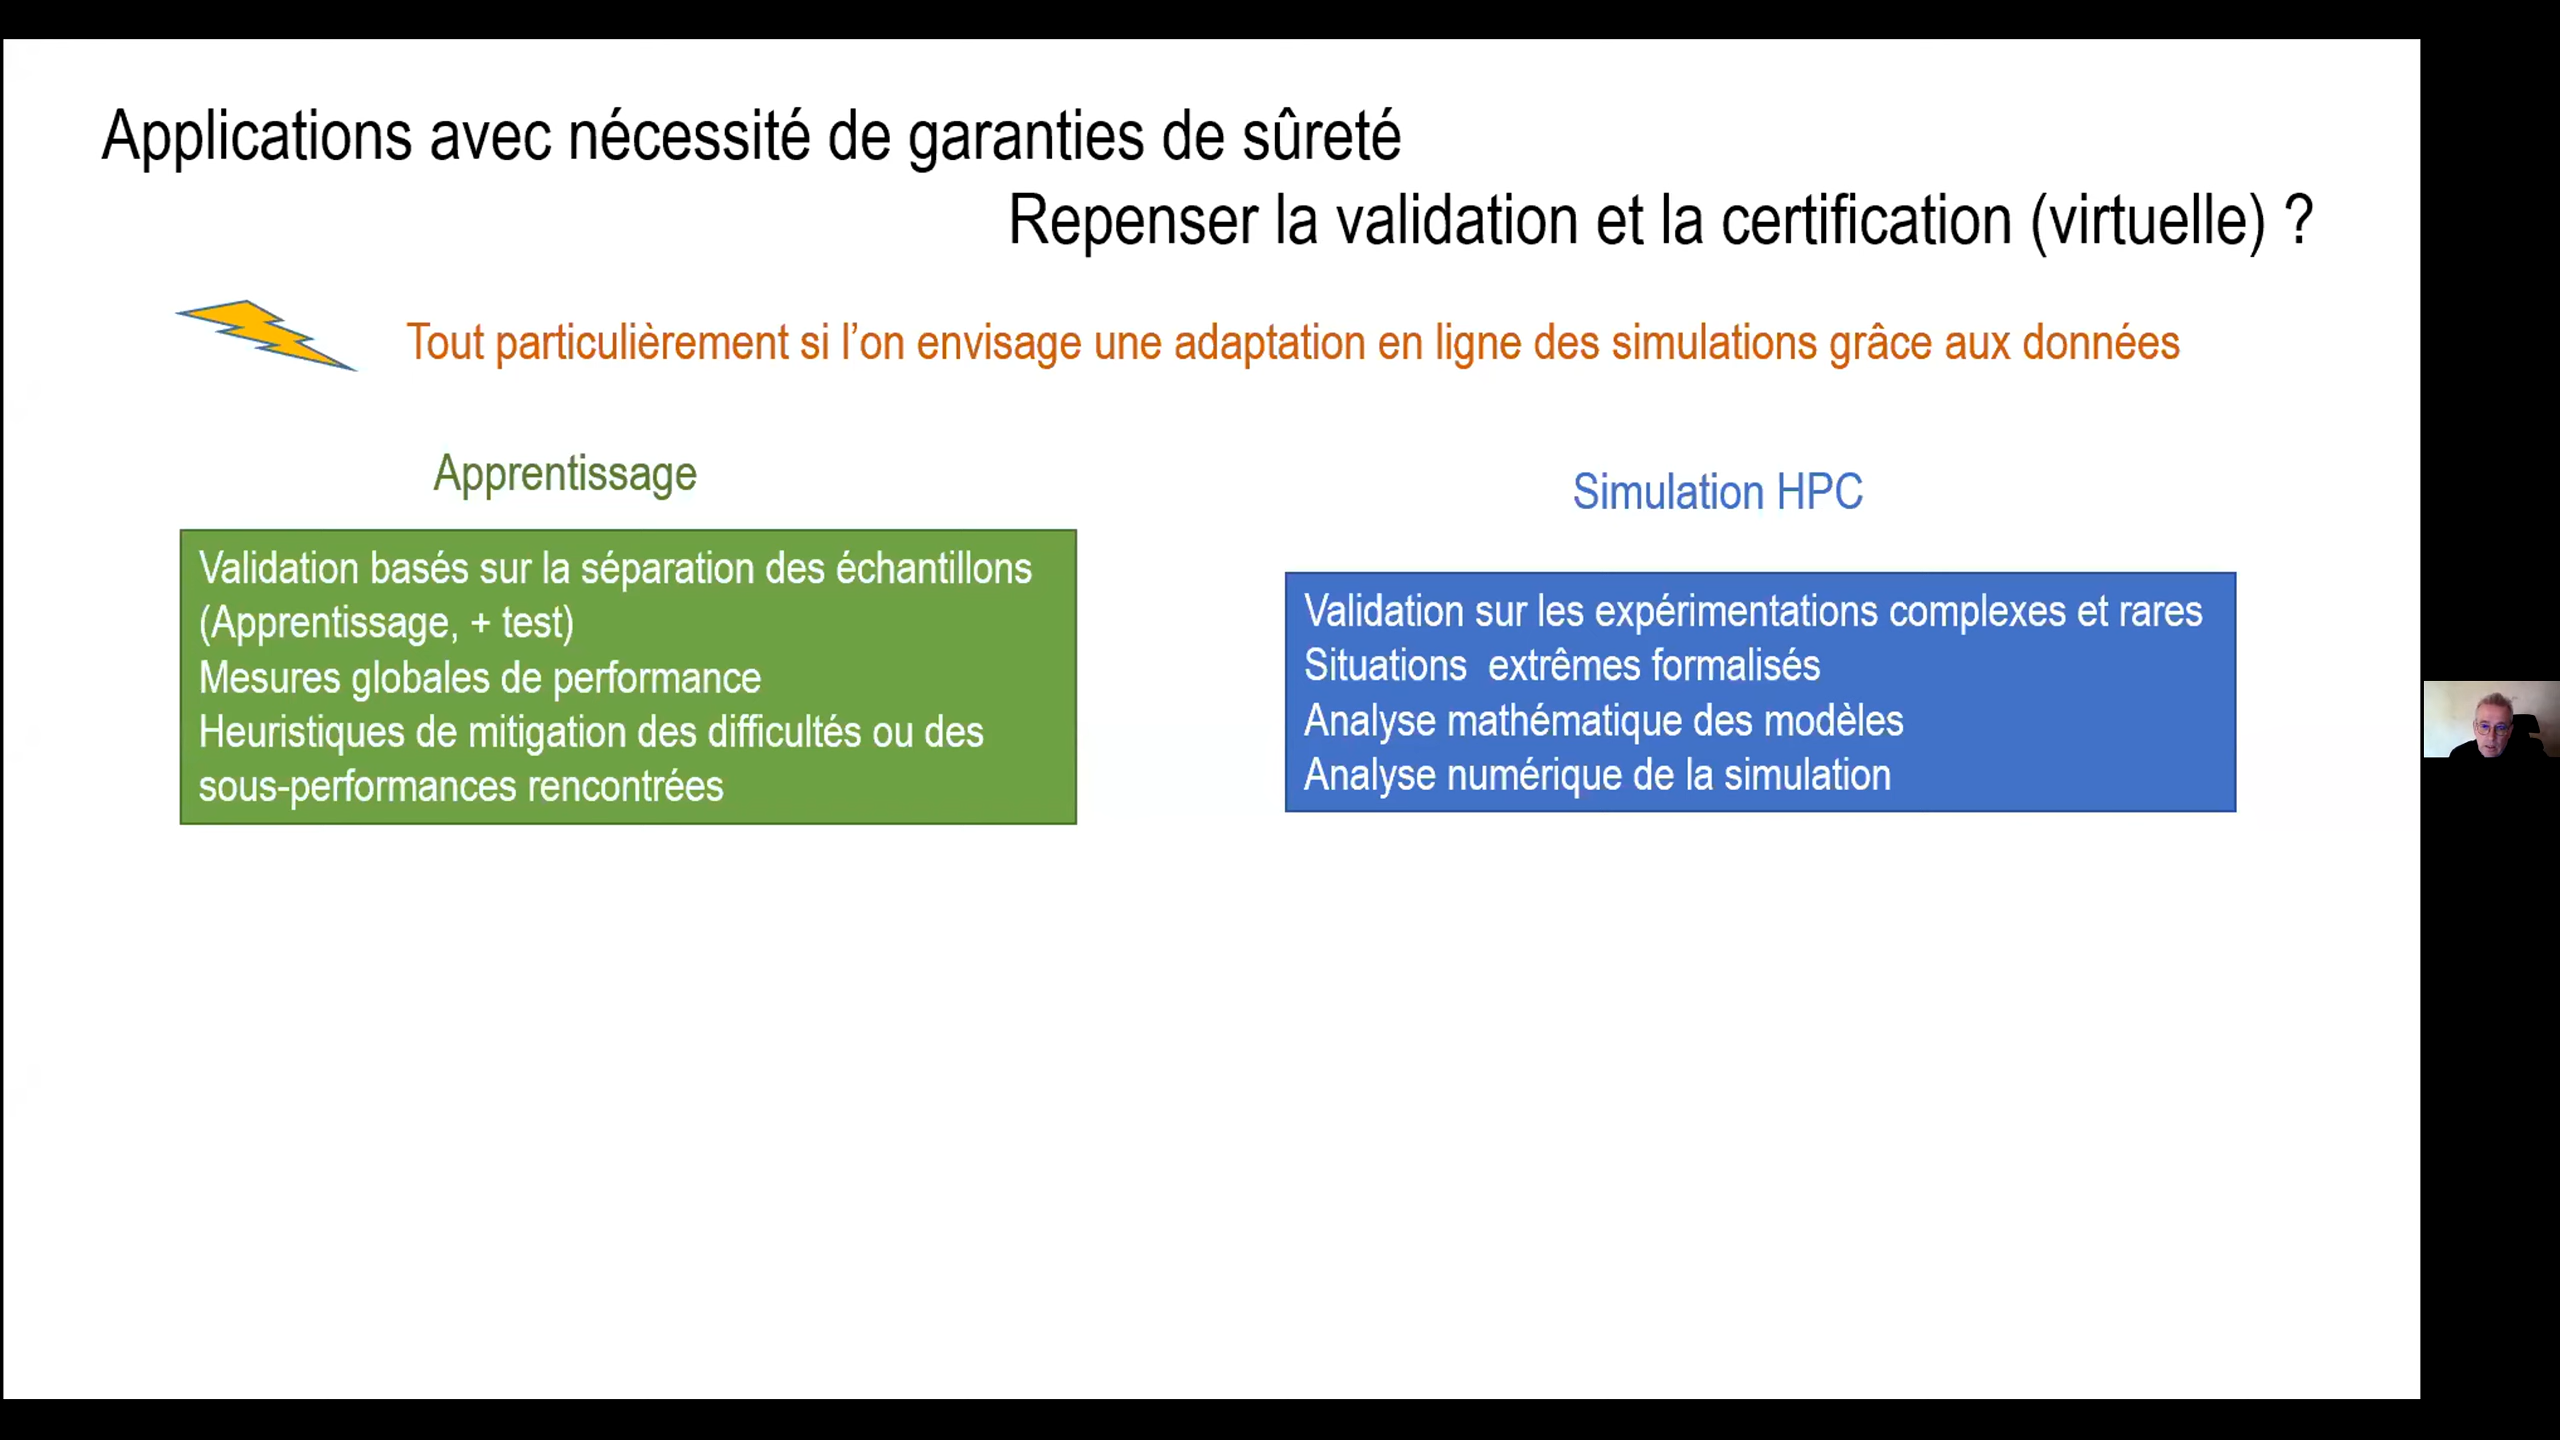 Applications avec nécessité de garanties de sûreté
Repenser la validation et la certification (virtuelle) ?
Tout particulièrement si l’on envisage une adaptation en ligne des simulations grâce aux données
Apprentissage
Validation basés sur la séparation des échantillons
(Apprentissage, + test)
Mesures globales de performance
Heuristiques de mitigation des difficultés ou des
sous-performances rencontrées
Simulation HPC
Validation sur les expérimentations complexes et rares
Situations  extrêmes formalisés
Analyse mathématique des modèles
Analyse numérique de la simulation